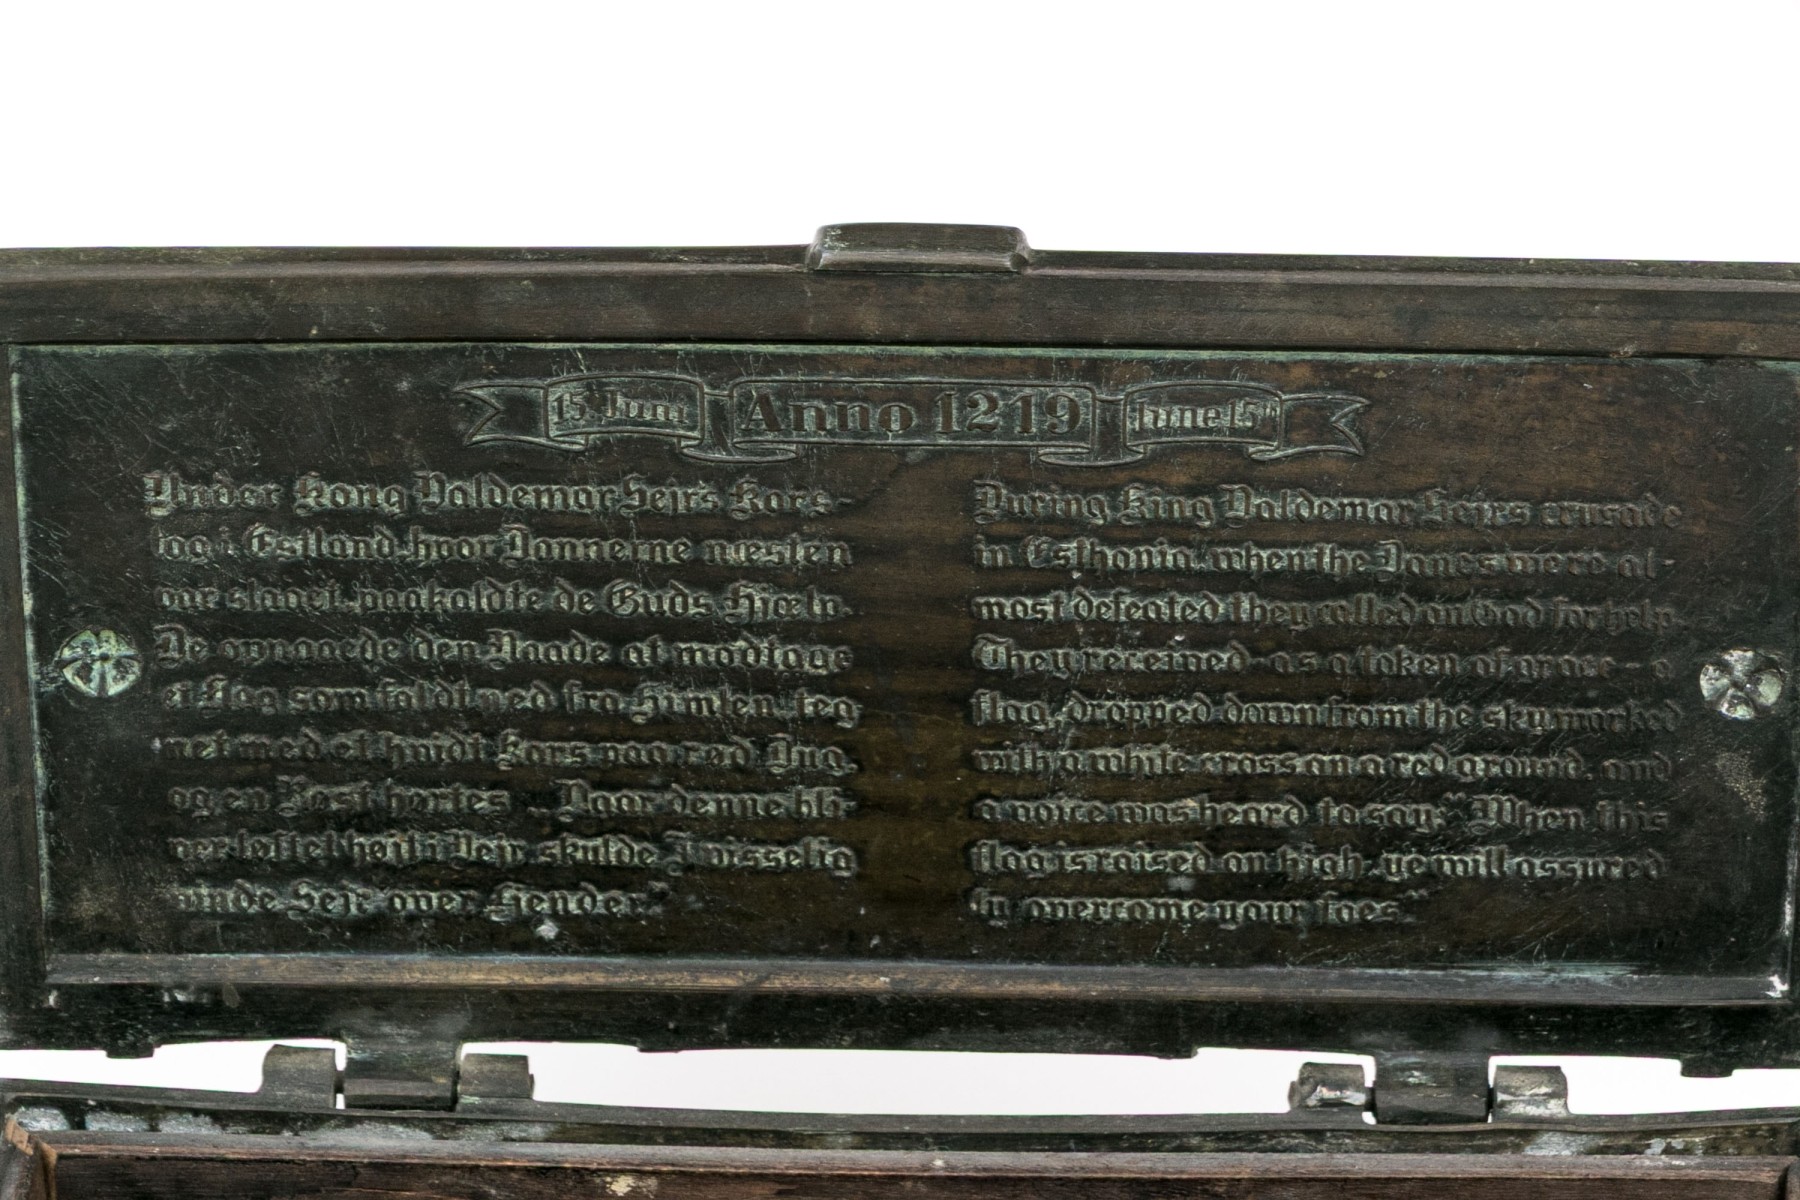 15. Juni Anno 1219 June 15th
Under Kong Valdemar Sejrs Kors-
tog i Estland, hvor Dannerne næsten
var slaget, paakaldte de Guds Hjælp.
De opnaaede den Naade at modtage
et Flag som faldt ned fra Himlen, teg
net med et hvidt Kors paa rød Dug,
og en Røst hørtes „Naar denne bli-
ver løftet højt i Vejr, skulde I visselig
vinde Sejr over Fjender."
During King Valdemar Sejrs crusade
in Esthonia, when the Danes were al-
most defeated they called on God for help.
They received - as a token of grace - a
flag, dropped down from the sky, marked
with a white cross on a red ground, and
a voice was heard to say: "When this
flag is raised on high, ye will assured
ly overcome your foes."